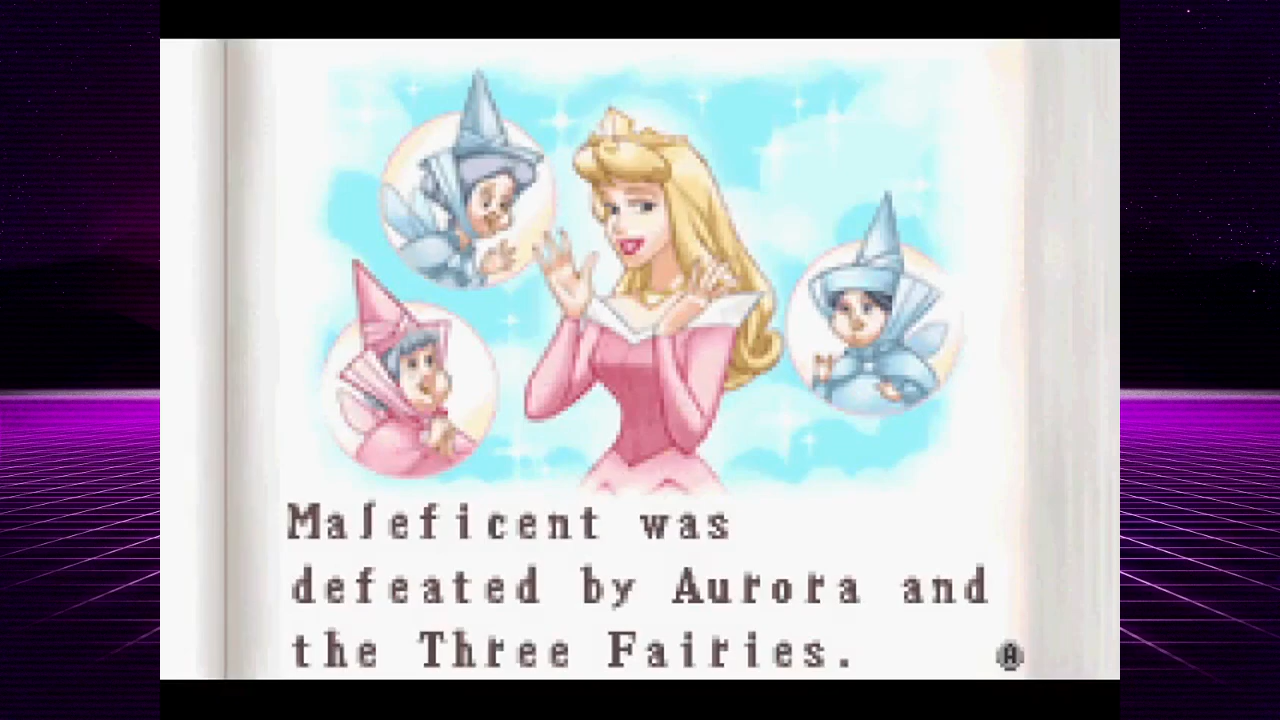 Maleficent was
defeated by Aurora and
the Three Fairies.
A